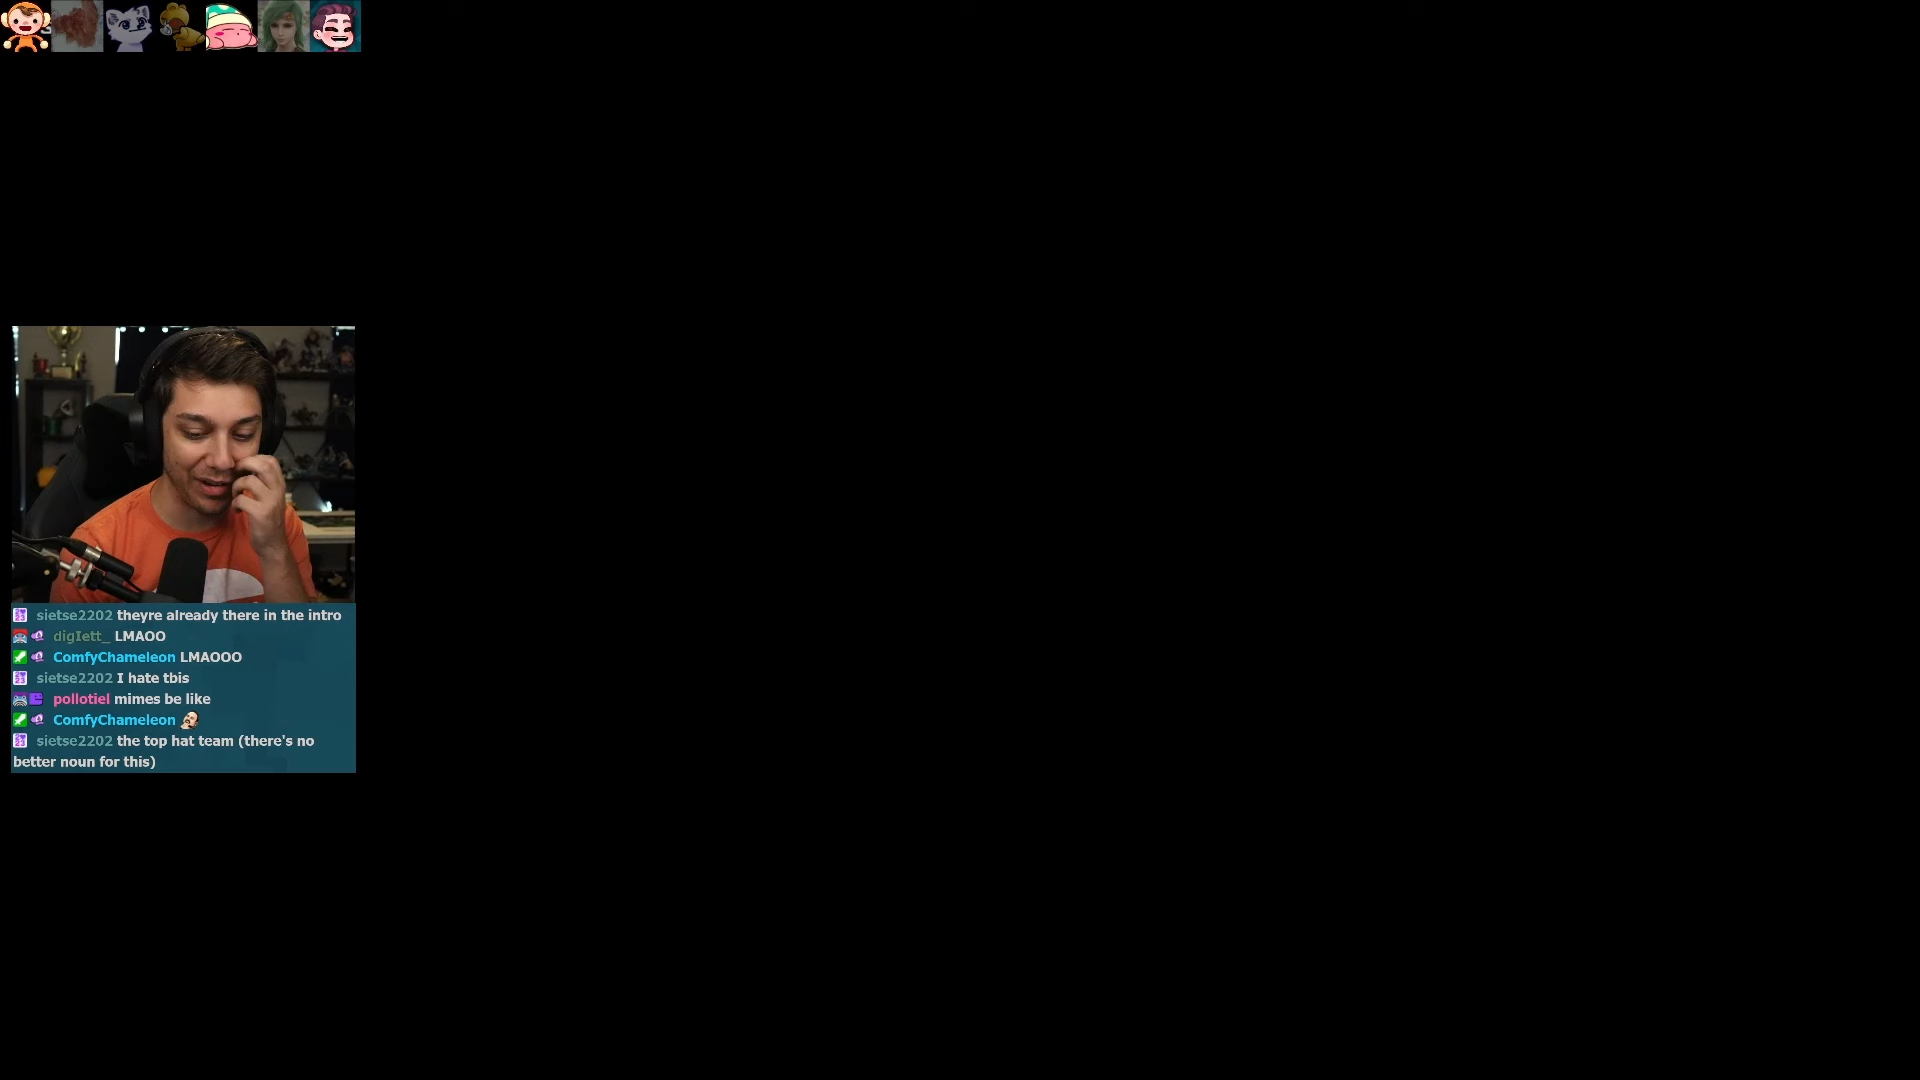 sietse2202 theyre already there in the intro
digIett_ LMAOO
ComfyChameleon LMAOOO
sietse2202 I hate tbis
pollotiel mimes be like
ComfyChameleon
sietse2202 the top hat team (there's no
better noun for this)